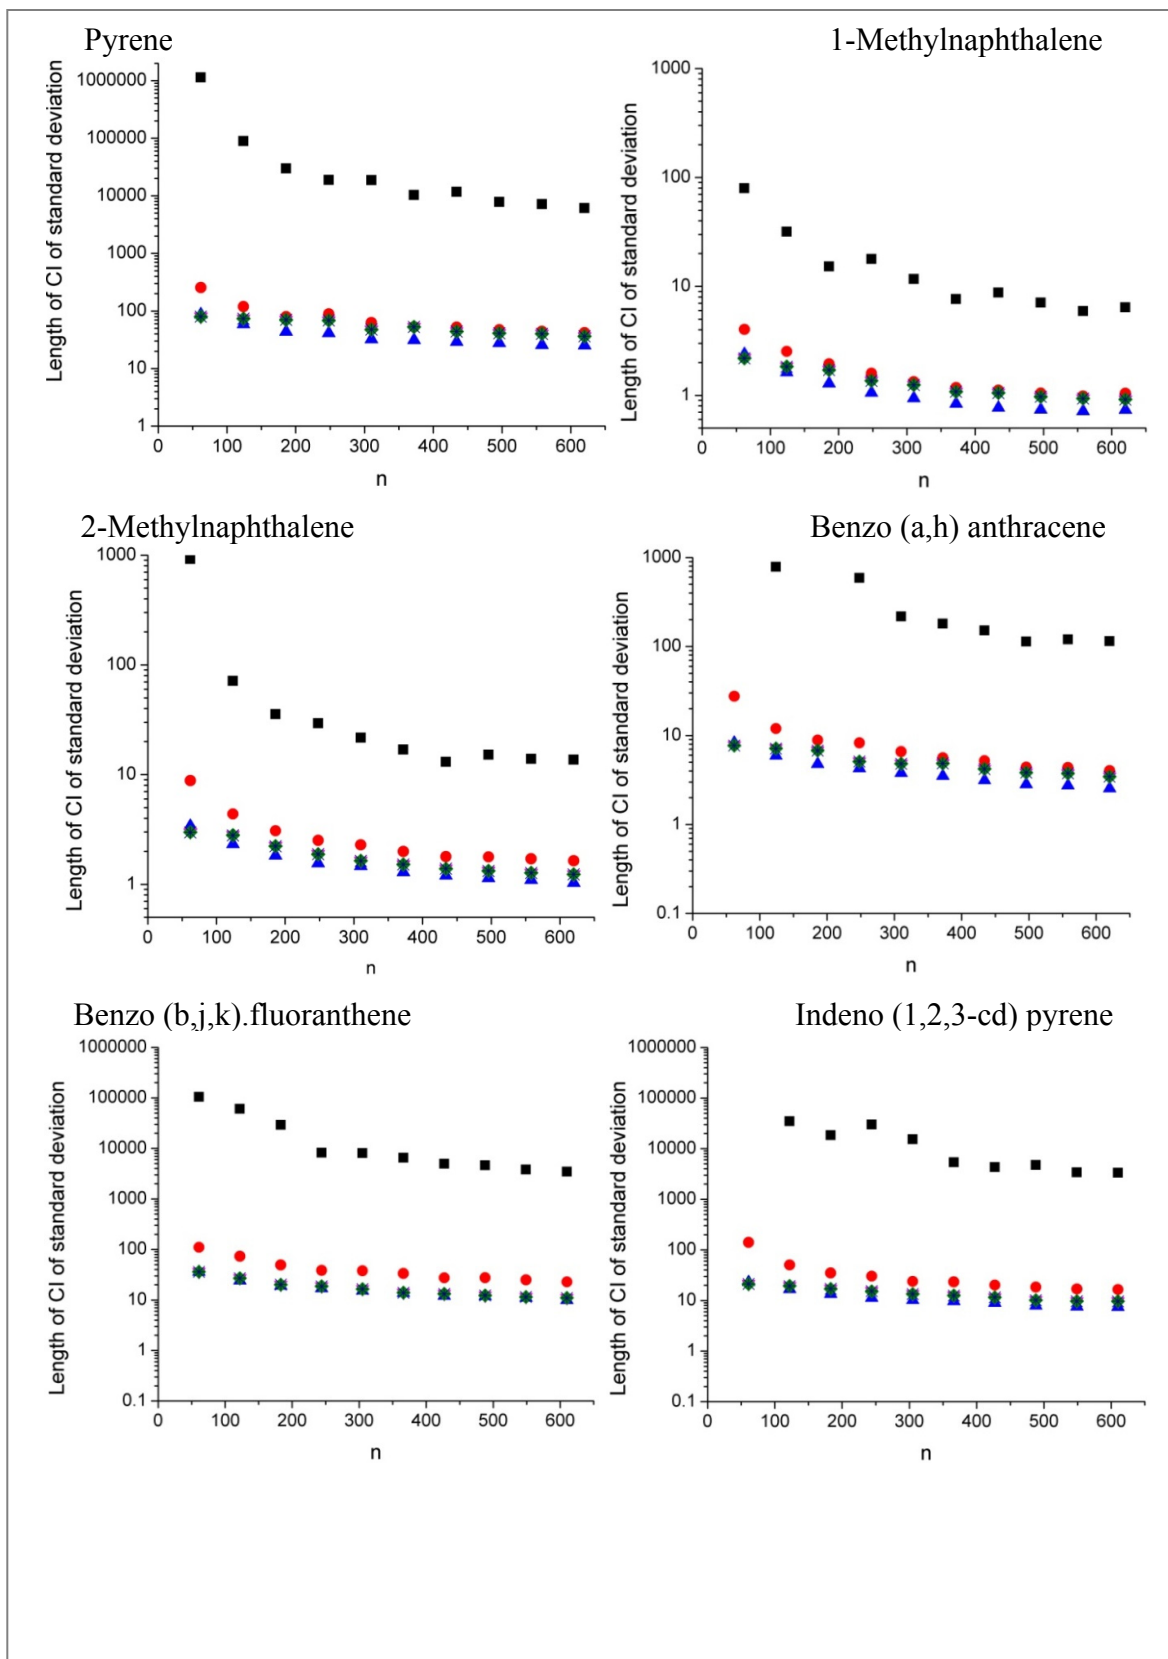 Pyrene
1-Methylnaphthalene
Length of CI of standard deviation
1000000
100000
10000
1000
100
10
1
0 100 200 300 400 500 600
n
Length of CI of standard deviation
1000
100
10
1
0 100 200 300 400 500 600
n
2-Methylnaphthalene
Benzo (a,h) anthracene
Length of CI of standard deviation
1000
100
10
1
0 100 200 300 400 500 600
n
Length of CI of standard deviation
1000
100
10
1
0.1
0 100 200 300 400 500 600
n
Benzo (b,j,k).fluoranthene
Indeno (1,2,3-cd) pyrene
Length of CI of standard deviation
1000000
100000
10000
1000
100
10
1
0.1
0 100 200 300 400 500 600
n
Length of CI of standard deviation
1000000
100000
10000
1000
100
10
1
0.1
0 100 200 300 400 500 600
n